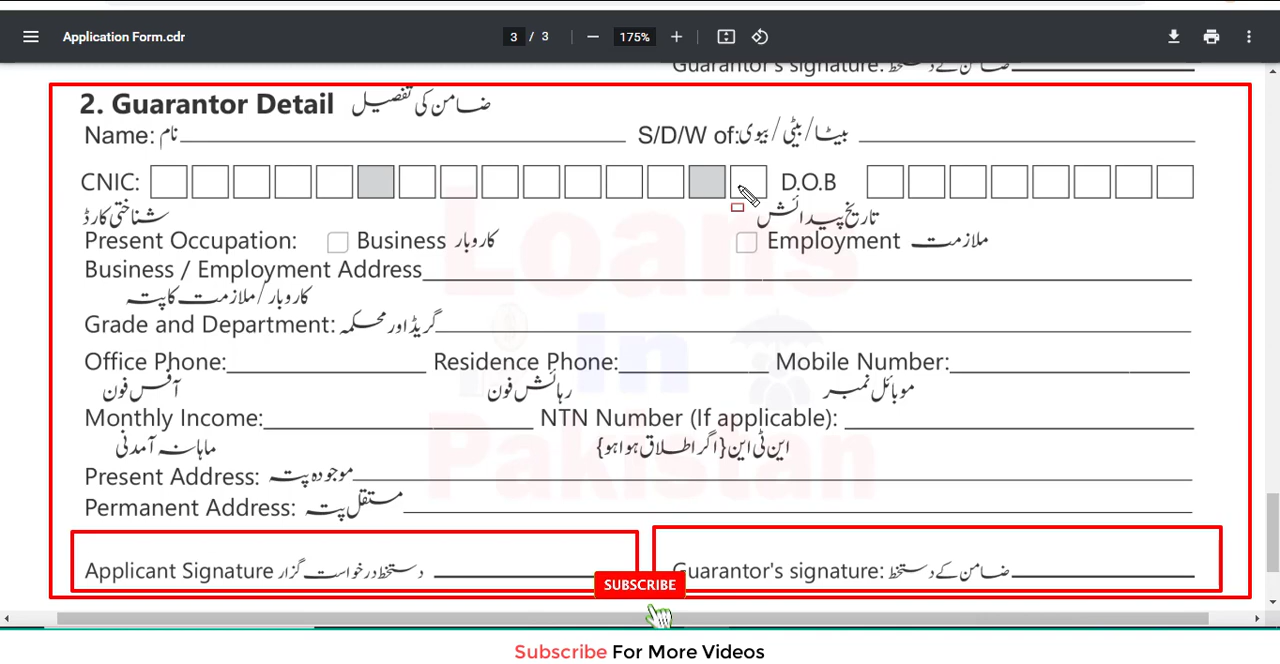 Application Form.cdr 3 / 3 175%
Guarantor's signature: ضامن کے دستخط
2. Guarantor Detail ضامن کی تفصیل
Name: نام S/D/W of: بیٹا/بیٹی/بیوی
CNIC: D.O.B
شناختی کارڈ تاریخ پیدائش
Present Occupation: Business کاروبار Employment ملازمت
Business / Employment Address
کاروبار/ملازمت کا پتہ
Grade and Department: گریڈ اور محکمہ
Office Phone: Residence Phone: Mobile Number:
آفس فون رہائش فون موبائل نمبر
Monthly Income: NTN Number (If applicable):
ماہانہ آمدنی این ٹی این {اگر اطلاق ہوا ہو}
Present Address: موجودہ پتہ
Permanent Address: مستقل پتہ
Applicant Signature دستخط درخواست گزار Guarantor's signature: ضامن کے دستخط
Loans
In
Pakistan
SUBSCRIBE
Subscribe For More Videos